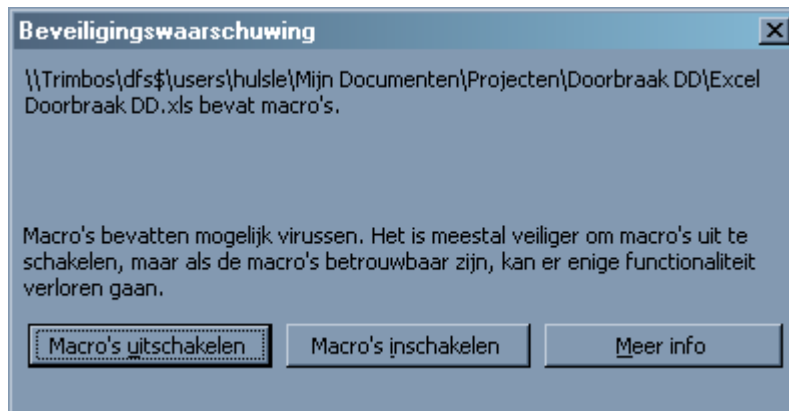 Beveiligingswaarschuwing
\\Trimbos\dfs$\users\hulsle\Mijn Documenten\Projecten\Doorbraak DD\Excel
Doorbraak DD.xls bevat macro's.
Macro's bevatten mogelijk virussen. Het is meestal veiliger om macro's uit te
schakelen, maar als de macro's betrouwbaar zijn, kan er enige functionaliteit
verloren gaan.
Macro's uitschakelen
Macro's inschakelen
Meer info